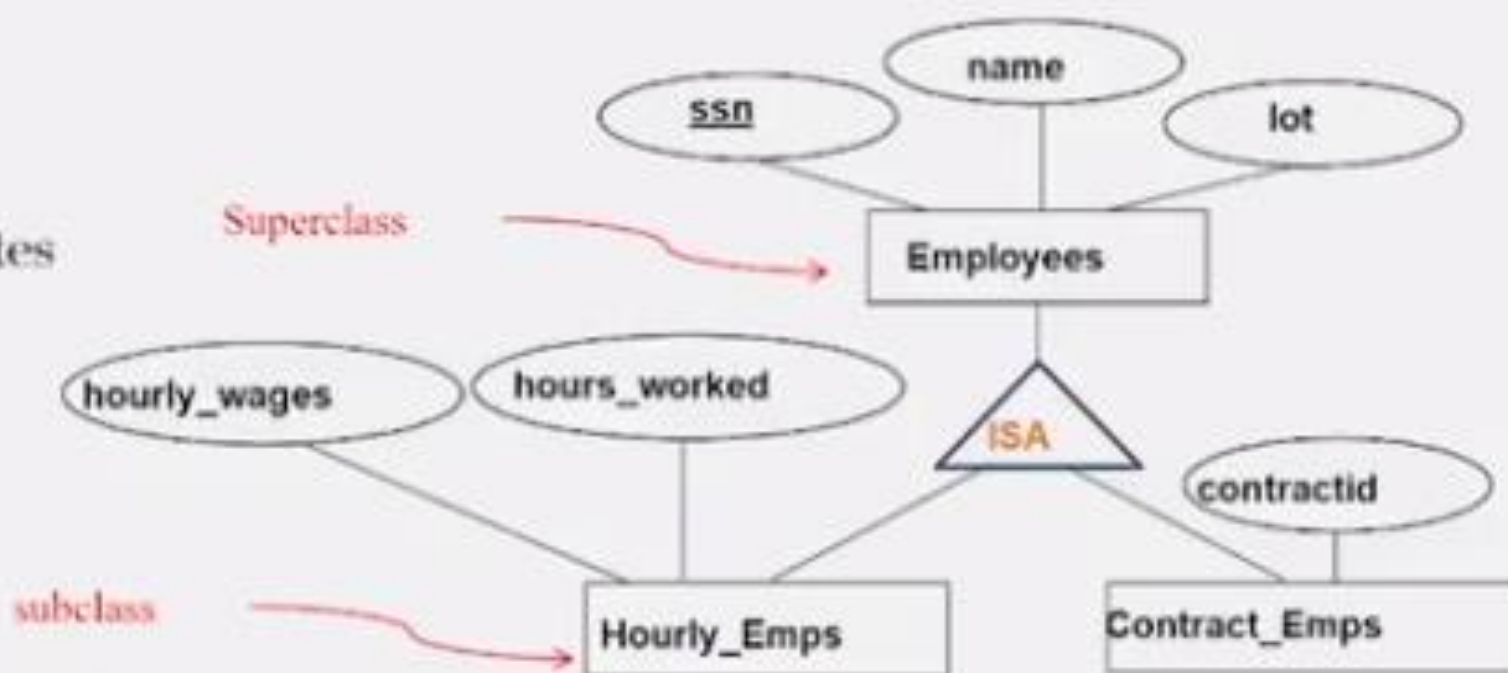 name
ssn
lot
Superclass
Employees
hourly_wages
hours_worked
ISA
contractid
subclass
Hourly_Emps
Contract_Emps